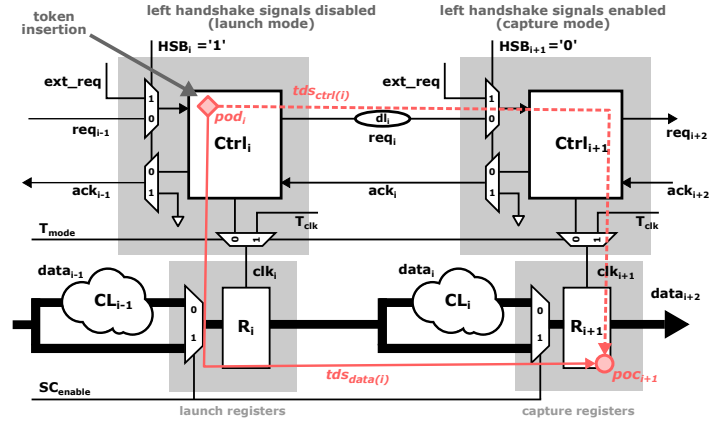 left handshake signals disabled
(launch mode)
left handshake signals enabled
(capture mode)
token
insertion
HSBi ='1'
HSBi+1 ='0'
ext_req
ext_req
tdsctrl(i)
1
0
podi
1
0
dli
reqi-1
Ctrli
reqi
Ctrli+1
reqi+2
0
1
0
1
acki-1
acki
acki+2
Tclk
Tclk
Tmode
0
1
0
1
datai-1
clki
datai
clki+1
datai+2
CLi-1
0
1
Ri
CLi
0
1
Ri+1
tdsdata(i)
poci+1
SCenable
launch registers
capture registers